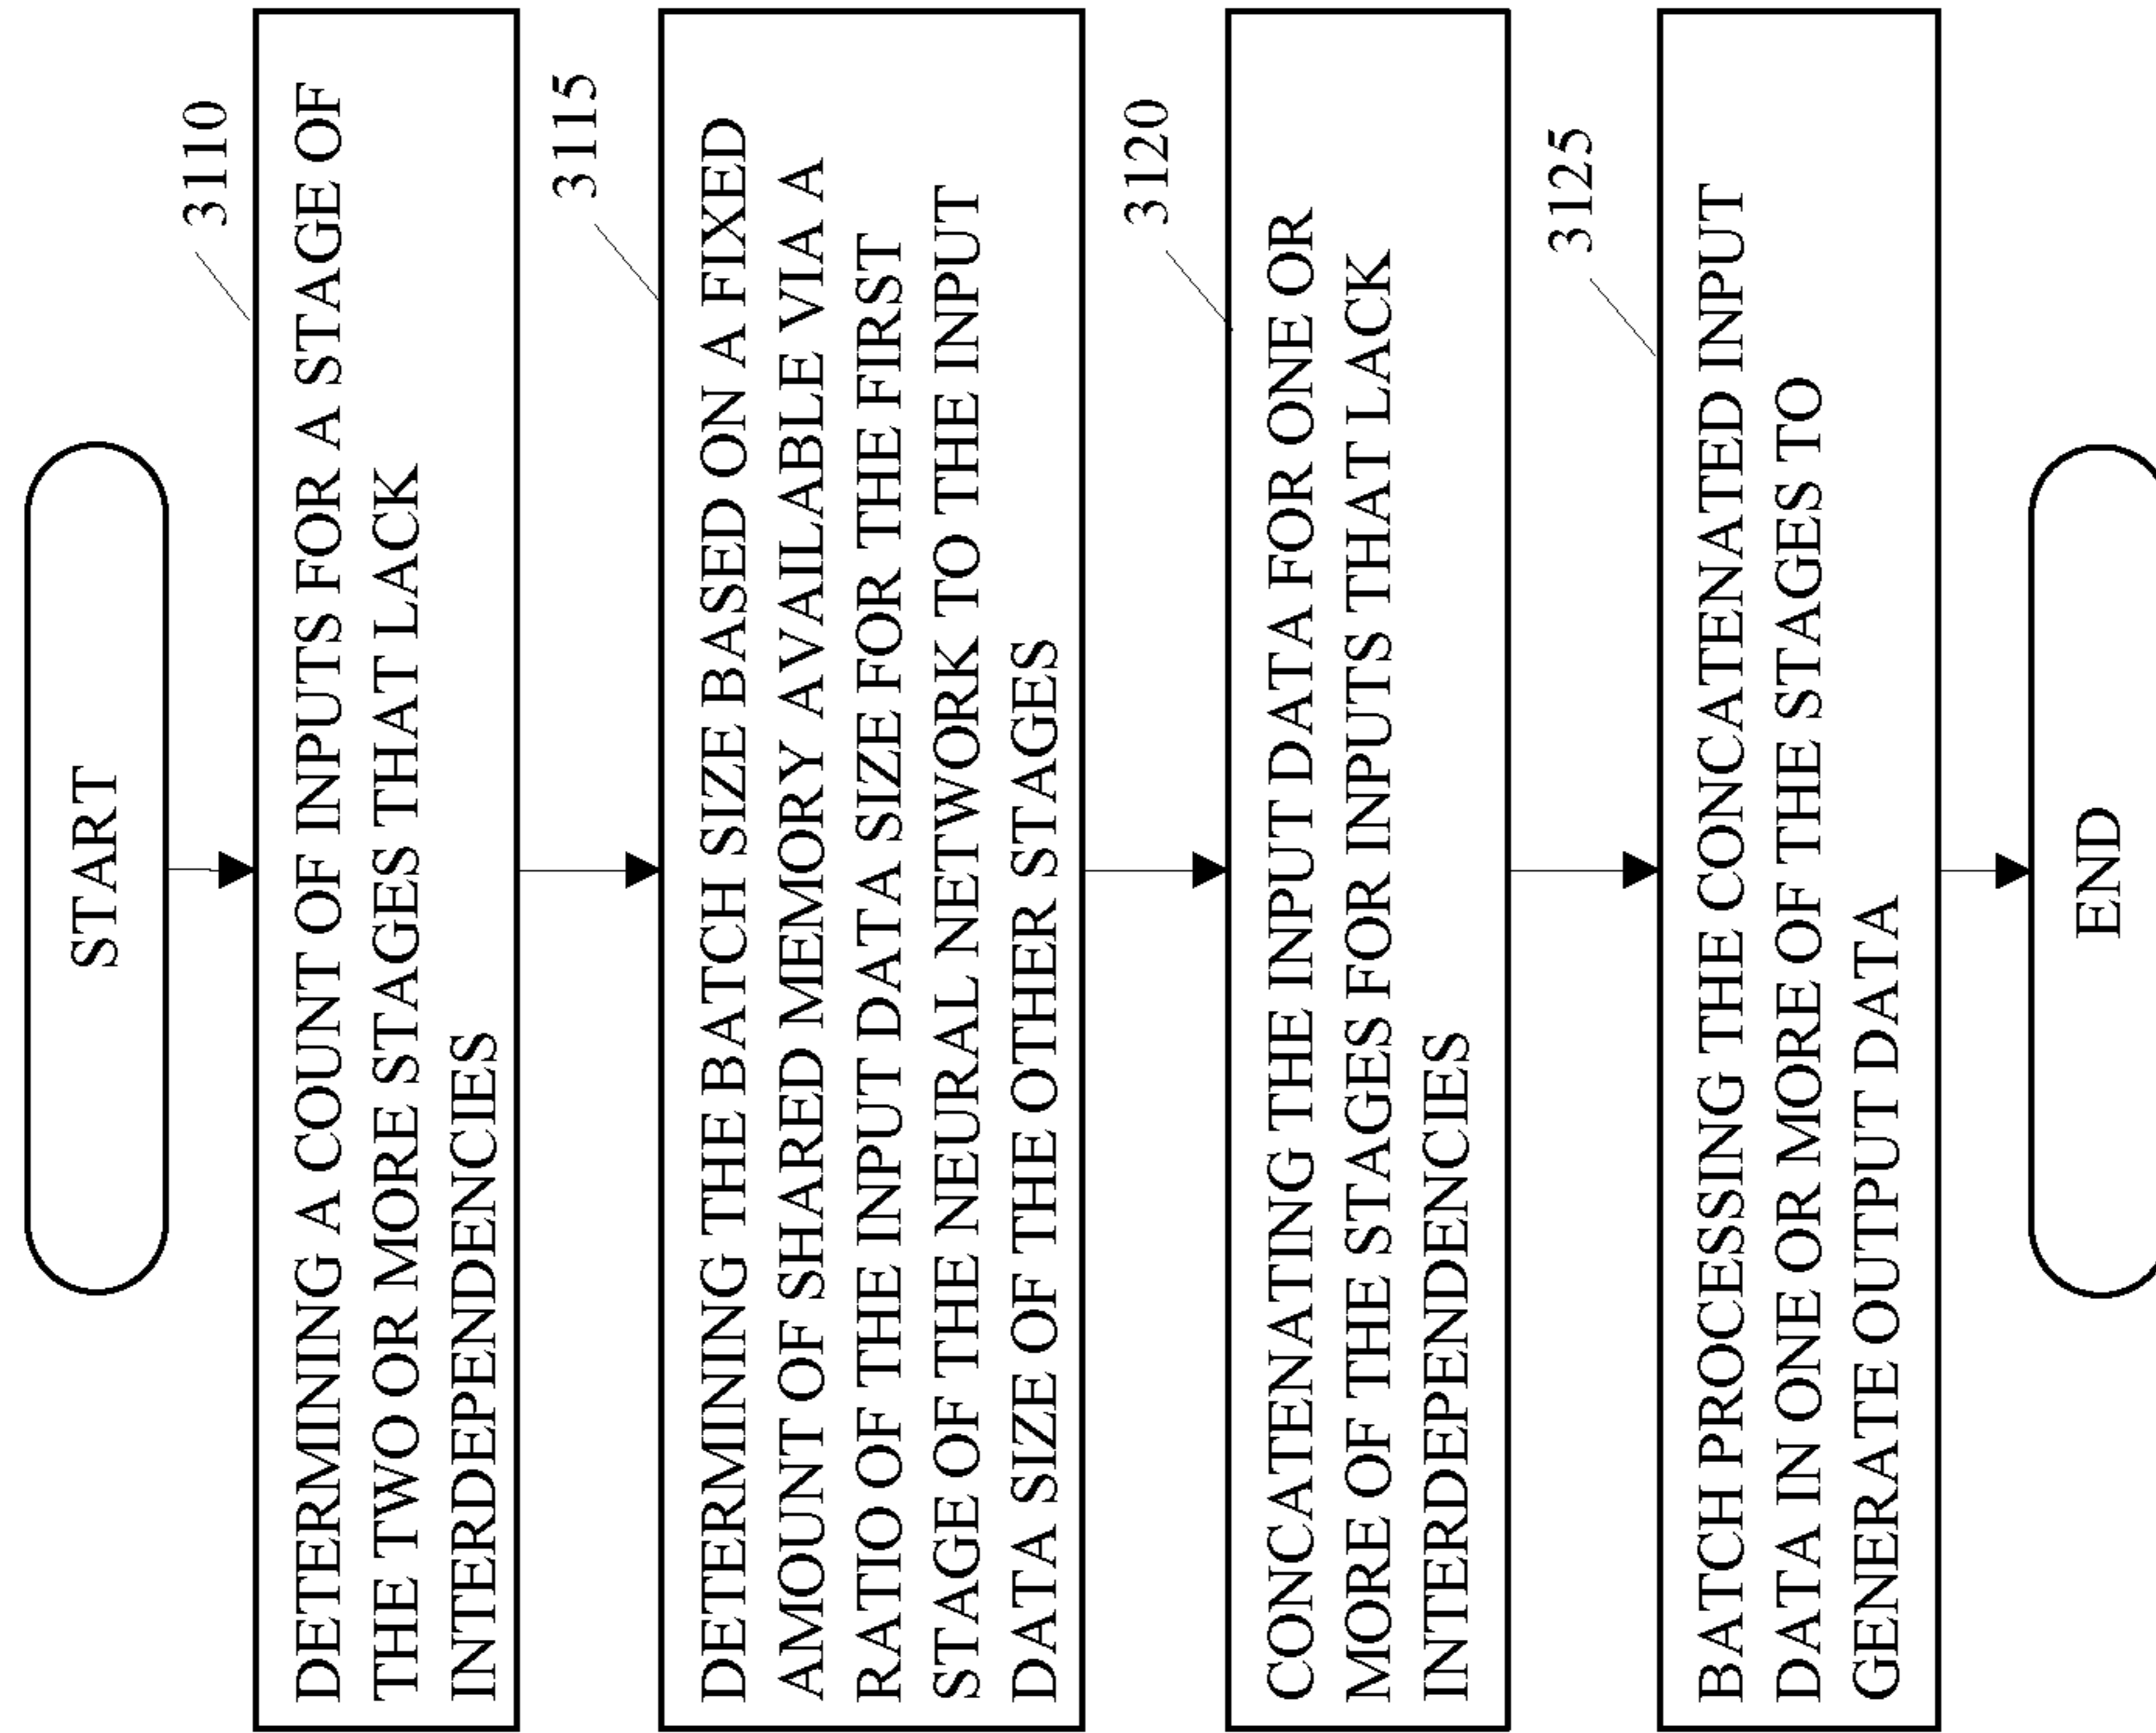 START
3110
DETERMINING A COUNT OF INPUTS FOR A STAGE OF
THE TWO OR MORE STAGES THAT LACK
INTERDEPENDENCIES
3115
DETERMINING THE BATCH SIZE BASED ON A FIXED
AMOUNT OF SHARED MEMORY AVAILABLE VIA A
RATIO OF THE INPUT DATA SIZE FOR THE FIRST
STAGE OF THE NEURAL NETWORK TO THE INPUT
DATA SIZE OF THE OTHER STAGES
3120
CONCATENATING THE INPUT DATA FOR ONE OR
MORE OF THE STAGES FOR INPUTS THAT LACK
INTERDEPENDENCIES
3125
BATCH PROCESSING THE CONCATENATED INPUT
DATA IN ONE OR MORE OF THE STAGES TO
GENERATE OUTPUT DATA
END